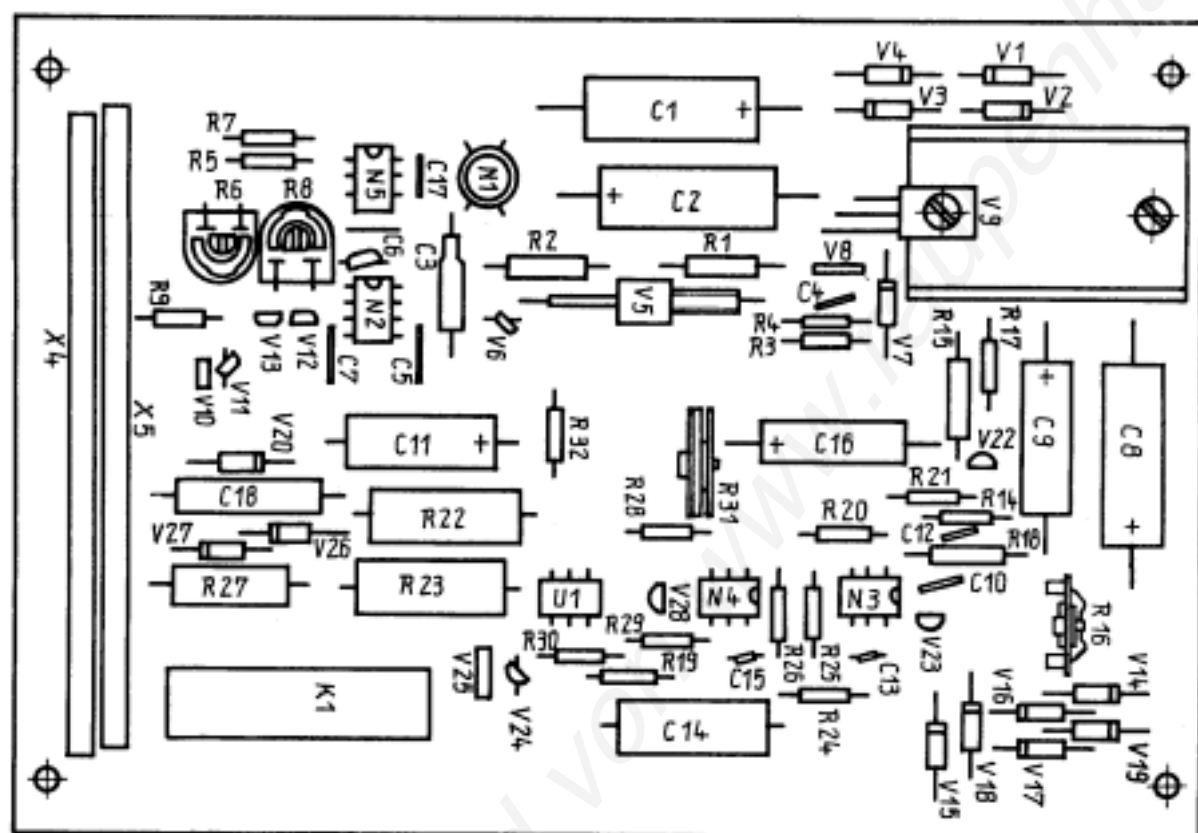 V4
V1
V3
V2
C1
+
R7
R5
N5
C17
N1
C2
+
R6
R8
V9
C6
C3
R2
R1
V8
C4
V5
R9
N2
V6
R4
R3
V7
R15
R17
X4
V13
V12
C7
C5
V10
V11
X5
C9
+
C8
+
V20
C11
+
R32
C16
+
V22
C18
R22
R28
R31
R20
R21
R14
C12
R18
V27
V26
R27
R23
U1
V28
N4
N3
C10
R16
R30
R29
R19
C15
R26
R25
C13
V23
K1
V25
V24
C14
R24
V16
V14
V15
V18
V17
V19